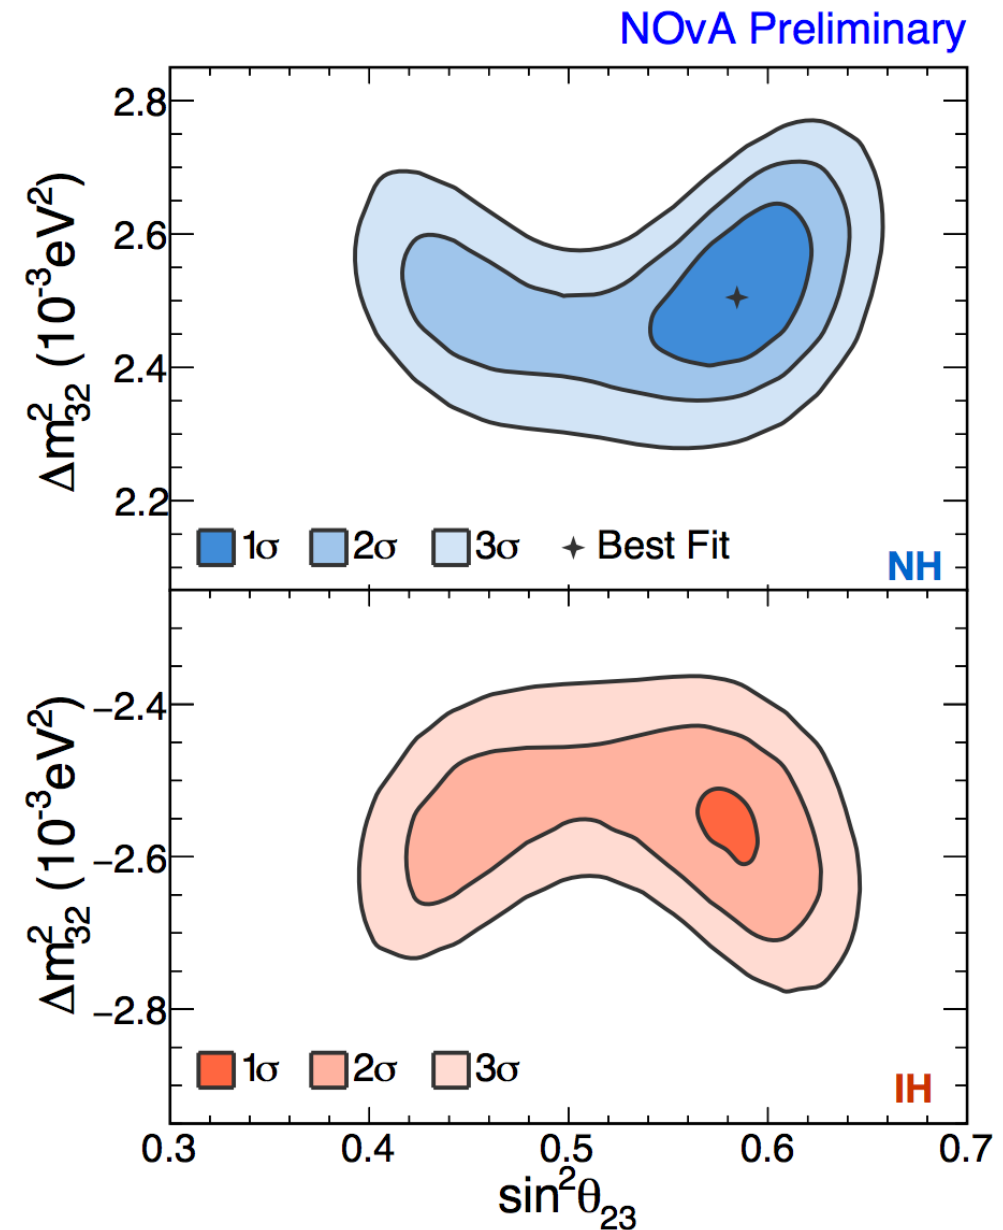 NOvA Preliminary
Δm²₃₂ (10⁻³eV²)
2.8
2.6
2.4
2.2
1σ 2σ 3σ Best Fit
NH
Δm²₃₂ (10⁻³eV²)
−2.4
−2.6
−2.8
1σ 2σ 3σ
IH
0.3 0.4 0.5 0.6 0.7
sin²θ₂₃